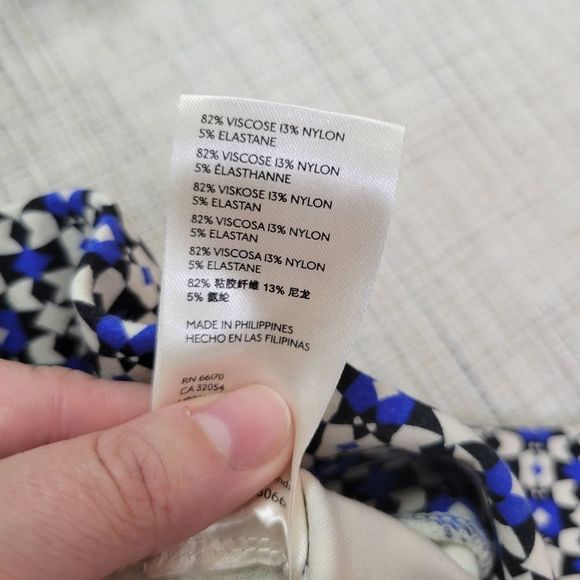 82% VISCOSE 13% NYLON
5% ELASTANE
82% VISCOSE 13% NYLON
5% ÉLASTHANNE
82% VISKOSE 13% NYLON
5% ELASTAN
82% VISCOSA 13% NYLON
5% ELASTAN
82% VISCOSA 13% NYLON
5% ELASTANE
82% 粘胶纤维 13% 尼龙
5% 氨纶
MADE IN PHILIPPINES
HECHO EN LAS FILIPINAS
RN 66170
CA 32054